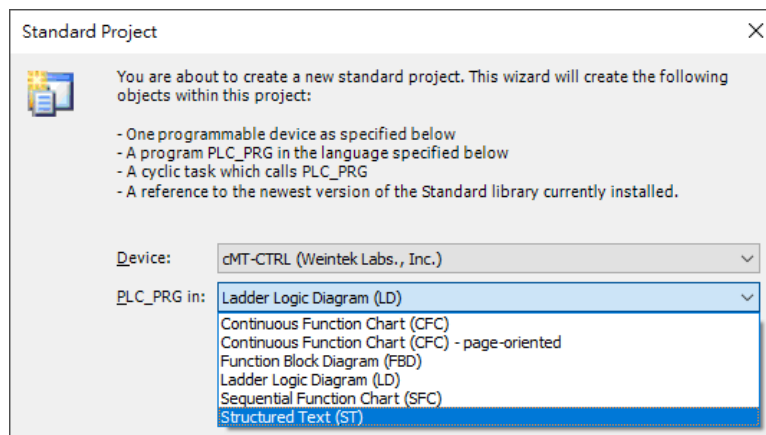 Standard Project
You are about to create a new standard project. This wizard will create the following
objects within this project:
- One programmable device as specified below
- A program PLC_PRG in the language specified below
- A cyclic task which calls PLC_PRG
- A reference to the newest version of the Standard library currently installed.
Device: cMT-CTRL (Weintek Labs., Inc.)
PLC_PRG in: Ladder Logic Diagram (LD)
Continuous Function Chart (CFC)
Continuous Function Chart (CFC) - page-oriented
Function Block Diagram (FBD)
Ladder Logic Diagram (LD)
Sequential Function Chart (SFC)
Structured Text (ST)